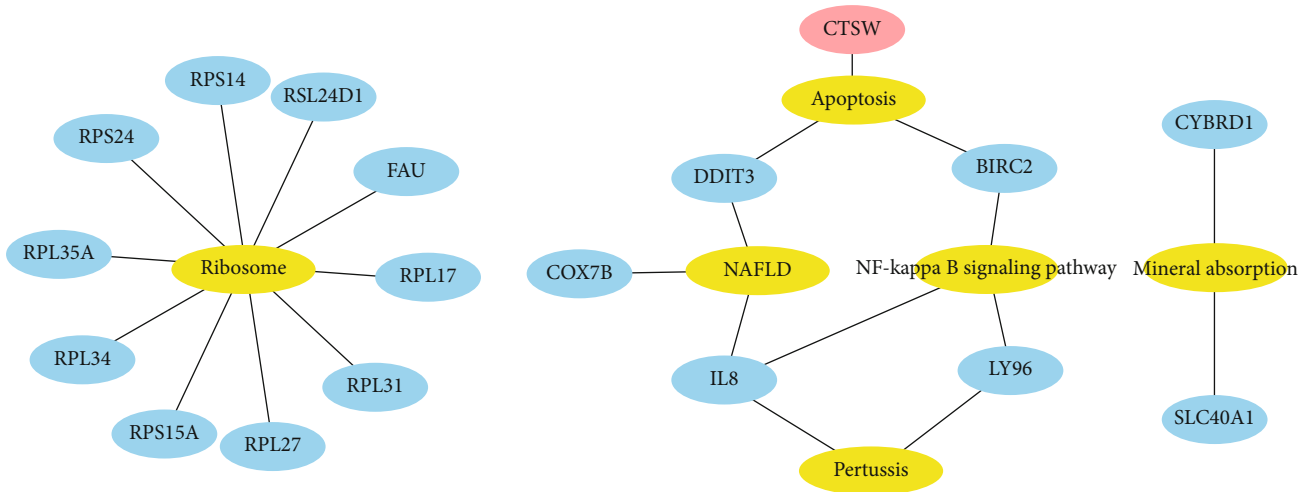 CTSW
RPS14
RSL24D1
Apoptosis
CYBRD1
RPS24
FAU
DDIT3
BIRC2
RPL35A
Ribosome
RPL17
COX7B
NAFLD
NF-kappa B signaling pathway
Mineral absorption
RPL34
RPL31
IL8
LY96
RPS15A
RPL27
SLC40A1
Pertussis